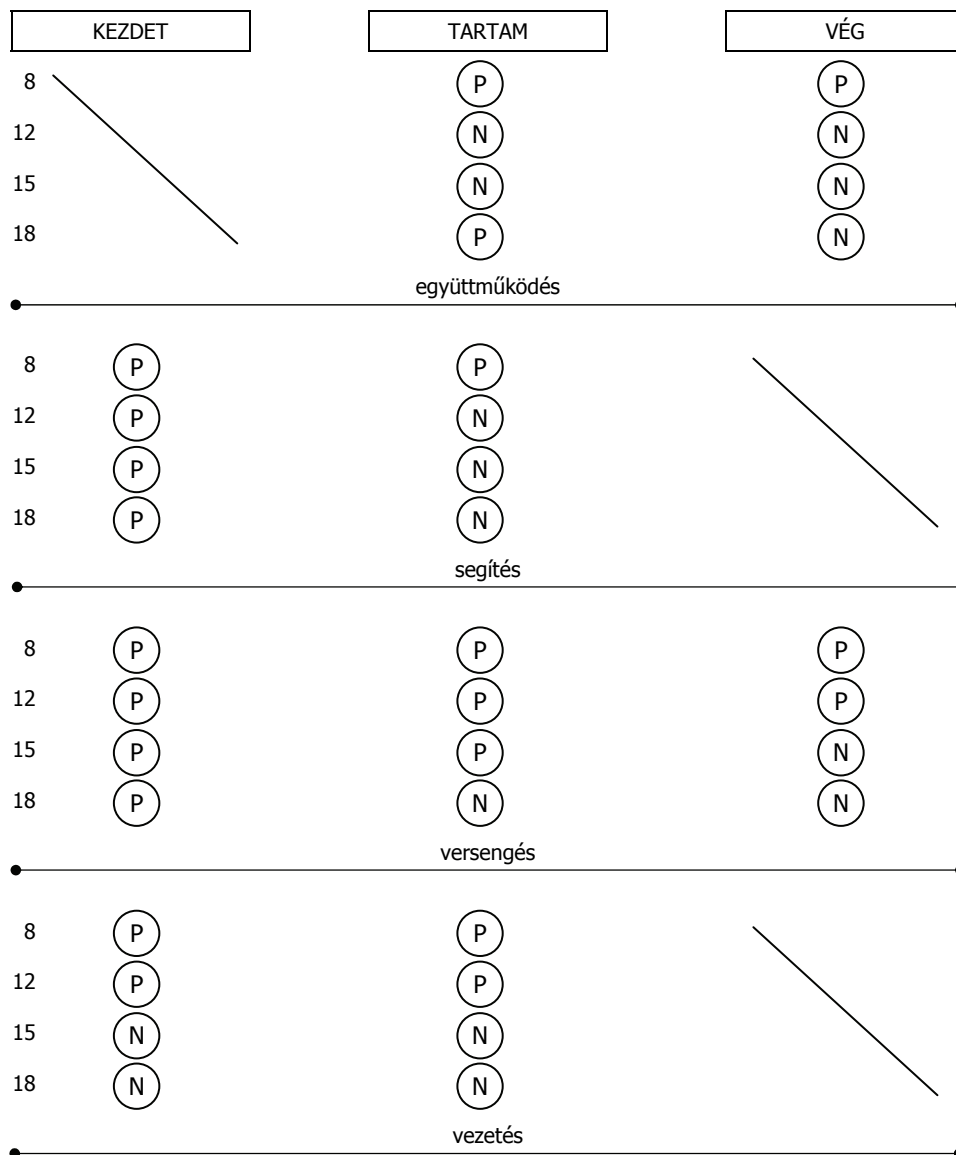 KEZDET TARTAM VÉG
8 P P
12 N N
15 N N
18 P N
együttműködés
8 P P
12 P N
15 P N
18 P N
segítés
8 P P P
12 P P P
15 P P N
18 P N N
versengés
8 P P
12 P P
15 N N
18 N N
vezetés